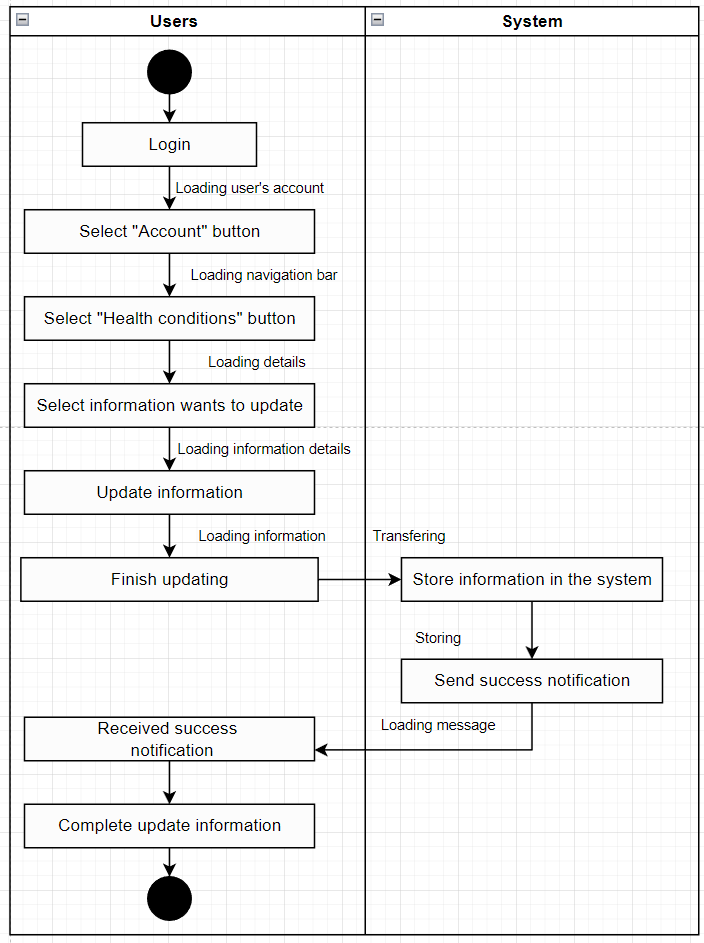 Users
System
Login
Loading user's account
Select "Account" button
Loading navigation bar
Select "Health conditions" button
Loading details
Select information wants to update
Loading information details
Update information
Loading information
Transfering
Finish updating
Store information in the system
Storing
Send success notification
Loading message
Received success
notification
Complete update information